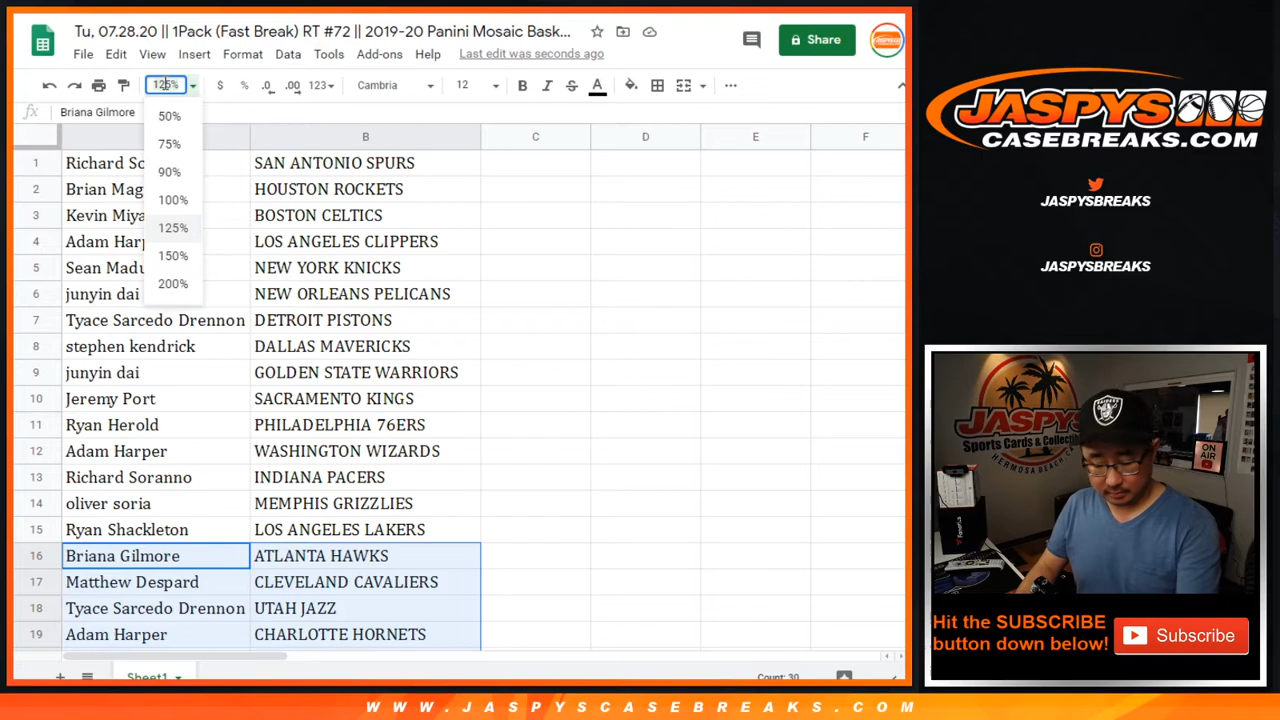 Tu, 07.28.20 || 1Pack (Fast Break) RT #72 || 2019-20 Panini Mosaic Bask...
File Edit View Insert Format Data Tools Add-ons Help Last edit was seconds ago
Share
125% $ % .0 .00 123 Cambria 12 B I S A
fx Briana Gilmore
50%
75%
90%
100%
125%
150%
200%
B C D E F
1 Richard So SAN ANTONIO SPURS
2 Brian Mag HOUSTON ROCKETS
3 Kevin Miya BOSTON CELTICS
4 Adam Harp LOS ANGELES CLIPPERS
5 Sean Madu NEW YORK KNICKS
6 junyin dai NEW ORLEANS PELICANS
7 Tyace Sarcedo Drennon DETROIT PISTONS
8 stephen kendrick DALLAS MAVERICKS
9 junyin dai GOLDEN STATE WARRIORS
10 Jeremy Port SACRAMENTO KINGS
11 Ryan Herold PHILADELPHIA 76ERS
12 Adam Harper WASHINGTON WIZARDS
13 Richard Soranno INDIANA PACERS
14 oliver soria MEMPHIS GRIZZLIES
15 Ryan Shackleton LOS ANGELES LAKERS
16 Briana Gilmore ATLANTA HAWKS
17 Matthew Despard CLEVELAND CAVALIERS
18 Tyace Sarcedo Drennon UTAH JAZZ
19 Adam Harper CHARLOTTE HORNETS
Sheet1
Count: 30
JASPYS
CASEBREAKS.COM
JASPYSBREAKS
JASPYSBREAKS
JASPYS
Sports Cards & Collectib
HERMOSA BEACH
ON AIR
Hit the SUBSCRIBE
button down below!
Subscribe
WWW.JASPYSCASEBREAKS.COM